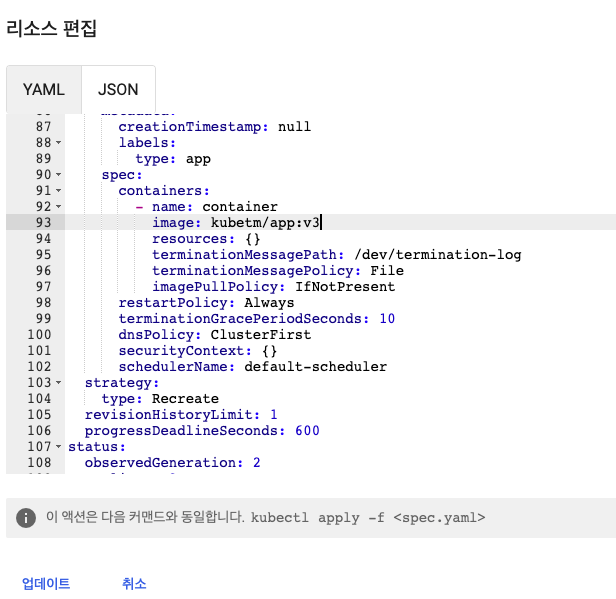 리소스 편집
YAML JSON
87 creationTimestamp: null
88 labels:
89 type: app
90 spec:
91 containers:
92 - name: container
93 image: kubetm/app:v3
94 resources: {}
95 terminationMessagePath: /dev/termination-log
96 terminationMessagePolicy: File
97 imagePullPolicy: IfNotPresent
98 restartPolicy: Always
99 terminationGracePeriodSeconds: 10
100 dnsPolicy: ClusterFirst
101 securityContext: {}
102 schedulerName: default-scheduler
103 strategy:
104 type: Recreate
105 revisionHistoryLimit: 1
106 progressDeadlineSeconds: 600
107 status:
108 observedGeneration: 2
이 액션은 다음 커맨드와 동일합니다. kubectl apply -f <spec.yaml>
업데이트 취소